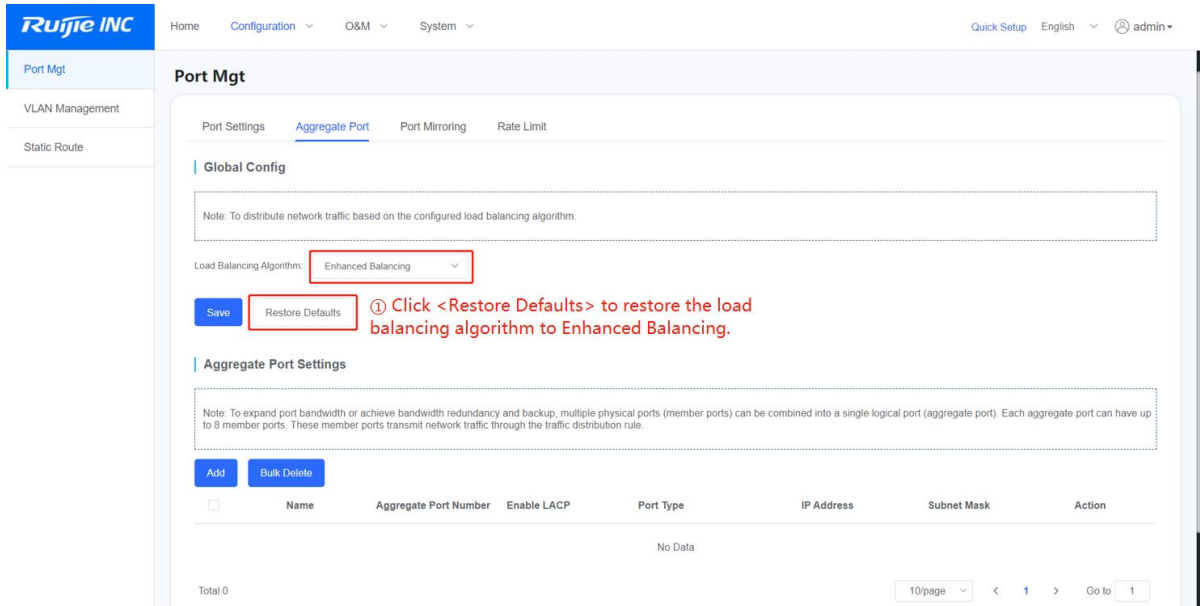 Ruijie INC
Home
Configuration
O&M
System
Quick Setup
English
admin
Port Mgt
VLAN Management
Static Route
Port Mgt
Port Settings
Aggregate Port
Port Mirroring
Rate Limit
Global Config
Note: To distribute network traffic based on the configured load balancing algorithm.
Load Balancing Algorithm:
Enhanced Balancing
Save
Restore Defaults
① Click <Restore Defaults> to restore the load
balancing algorithm to Enhanced Balancing.
Aggregate Port Settings
Note: To expand port bandwidth or achieve bandwidth redundancy and backup, multiple physical ports (member ports) can be combined into a single logical port (aggregate port). Each aggregate port can have up
to 8 member ports. These member ports transmit network traffic through the traffic distribution rule.
Add
Bulk Delete
Name
Aggregate Port Number
Enable LACP
Port Type
IP Address
Subnet Mask
Action
No Data
Total 0
10/page
1
Go to
1